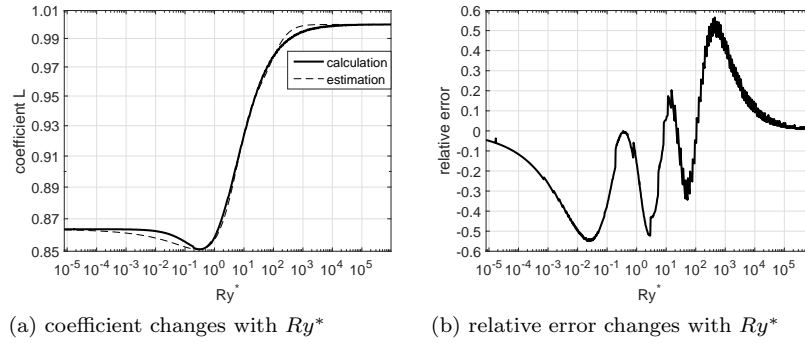 1.01
0.99
0.97
0.95
0.93
0.91
0.89
0.87
0.85
coefficient L
calculation
estimation
10^-5 10^-4 10^-3 10^-2 10^-1 10^0 10^1 10^2 10^3 10^4 10^5
Ry*
(a) coefficient changes with Ry*
0.6
0.5
0.4
0.3
0.2
0.1
0
-0.1
-0.2
-0.3
-0.4
-0.5
-0.6
relative error
10^-5 10^-4 10^-3 10^-2 10^-1 10^0 10^1 10^2 10^3 10^4 10^5
Ry*
(b) relative error changes with Ry*